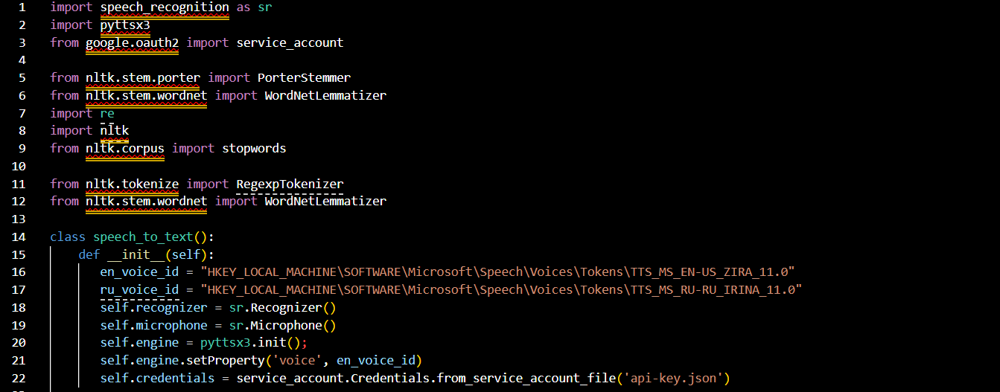 1 import speech_recognition as sr
2 import pyttsx3
3 from google.oauth2 import service_account
4
5 from nltk.stem.porter import PorterStemmer
6 from nltk.stem.wordnet import WordNetLemmatizer
7 import re
8 import nltk
9 from nltk.corpus import stopwords
10
11 from nltk.tokenize import RegexpTokenizer
12 from nltk.stem.wordnet import WordNetLemmatizer
13
14 class speech_to_text():
15     def __init__(self):
16         en_voice_id = "HKEY_LOCAL_MACHINE\SOFTWARE\Microsoft\Speech\Voices\Tokens\TTS_MS_EN-US_ZIRA_11.0"
17         ru_voice_id = "HKEY_LOCAL_MACHINE\SOFTWARE\Microsoft\Speech\Voices\Tokens\TTS_MS_RU-RU_IRINA_11.0"
18         self.recognizer = sr.Recognizer()
19         self.microphone = sr.Microphone()
20         self.engine = pyttsx3.init();
21         self.engine.setProperty('voice', en_voice_id)
22         self.credentials = service_account.Credentials.from_service_account_file('api-key.json')